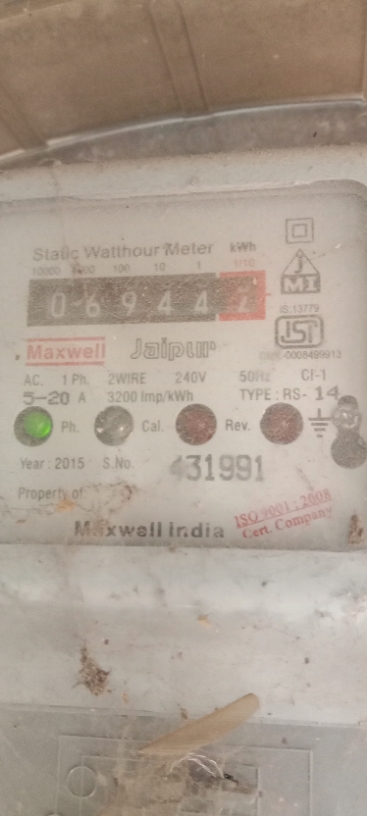 Static Watthour Meter kWh
10000 1000 100 10 1 1/10
0 6 9 4 4
JMI
IS:13779
ISI
Maxwell Jaipur
AC. 1 Ph. 2WIRE 240V 50Hz Cl-1
5-20 A 3200 Imp/kWh TYPE : RS- 14
Ph. Cal. Rev.
Year : 2015 S.No. 431991
Property of:
Maxwell India
ISO 9001 : 2008
Cert. Company